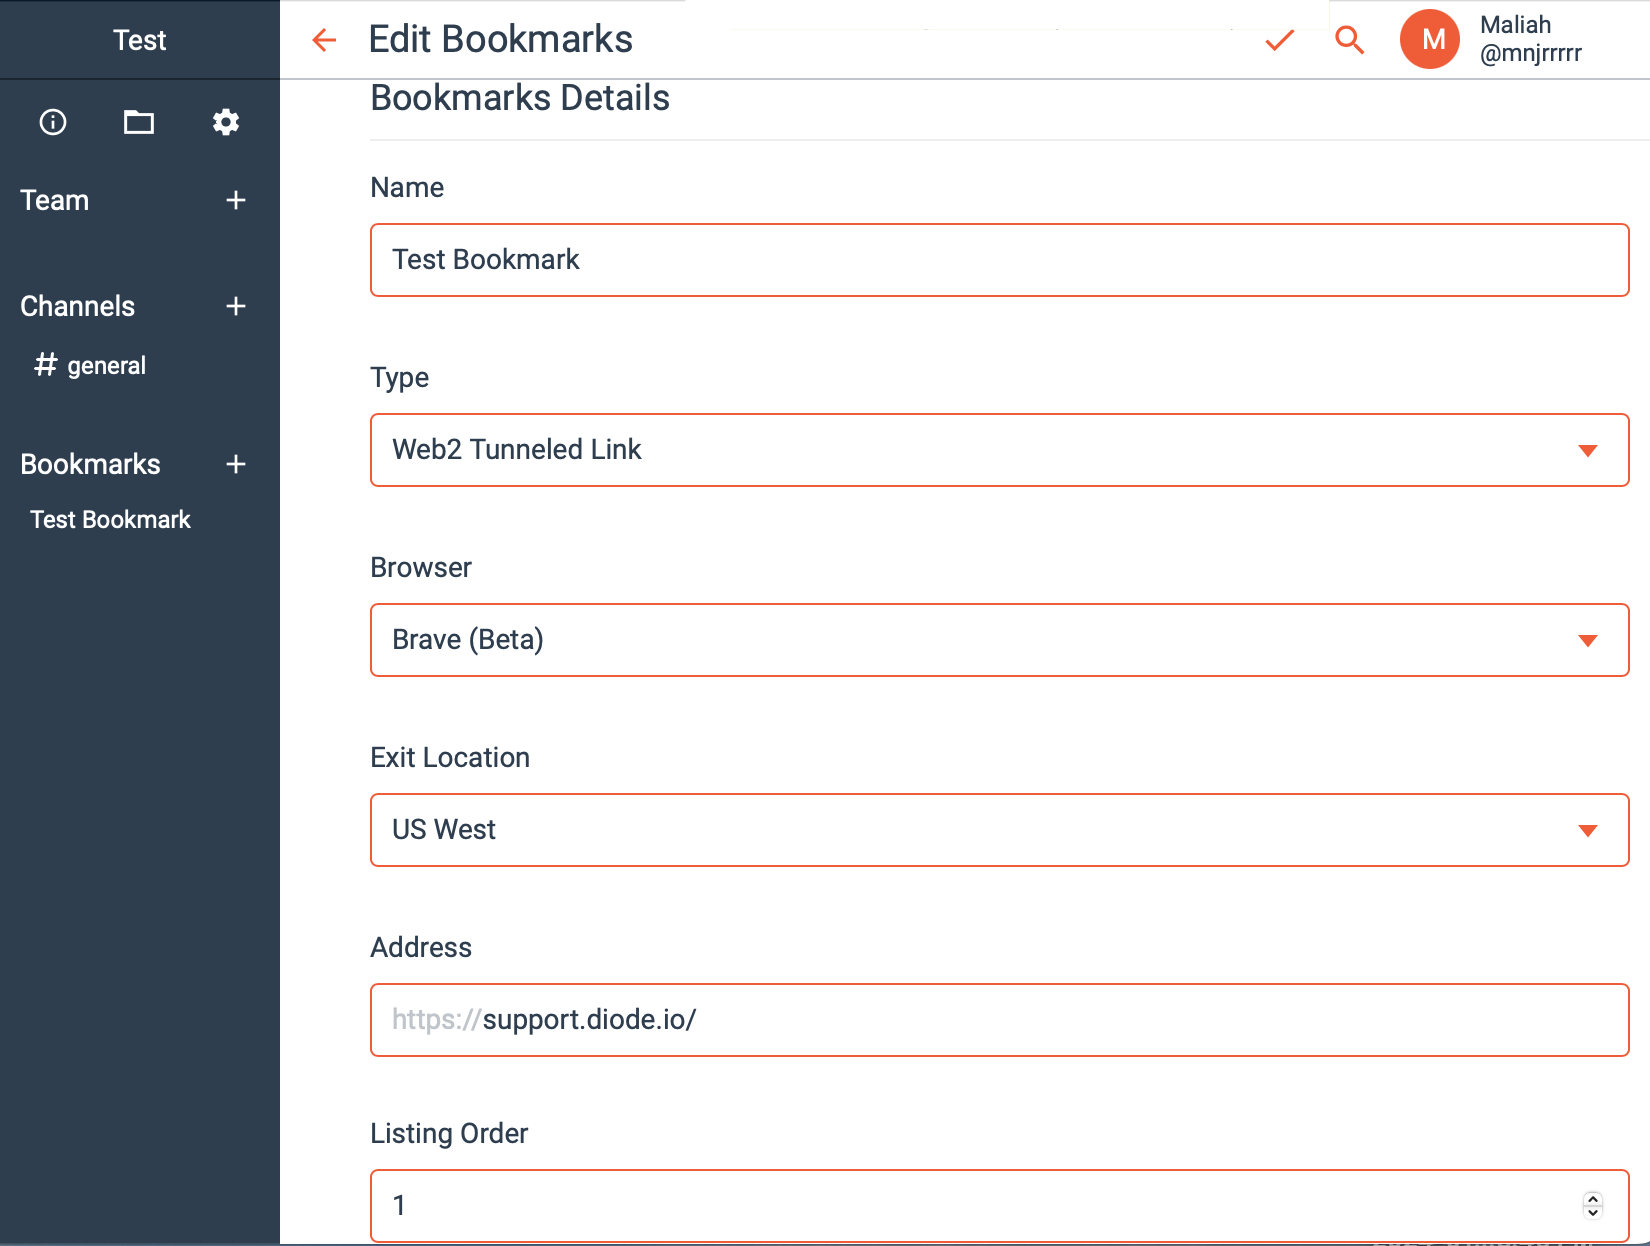 Test
Edit Bookmarks
M
Maliah
@mnjrrrrr
Bookmarks Details
Team
Channels
# general
Bookmarks
Test Bookmark
Name
Test Bookmark
Type
Web2 Tunneled Link
Browser
Brave (Beta)
Exit Location
US West
Address
https://support.diode.io/
Listing Order
1